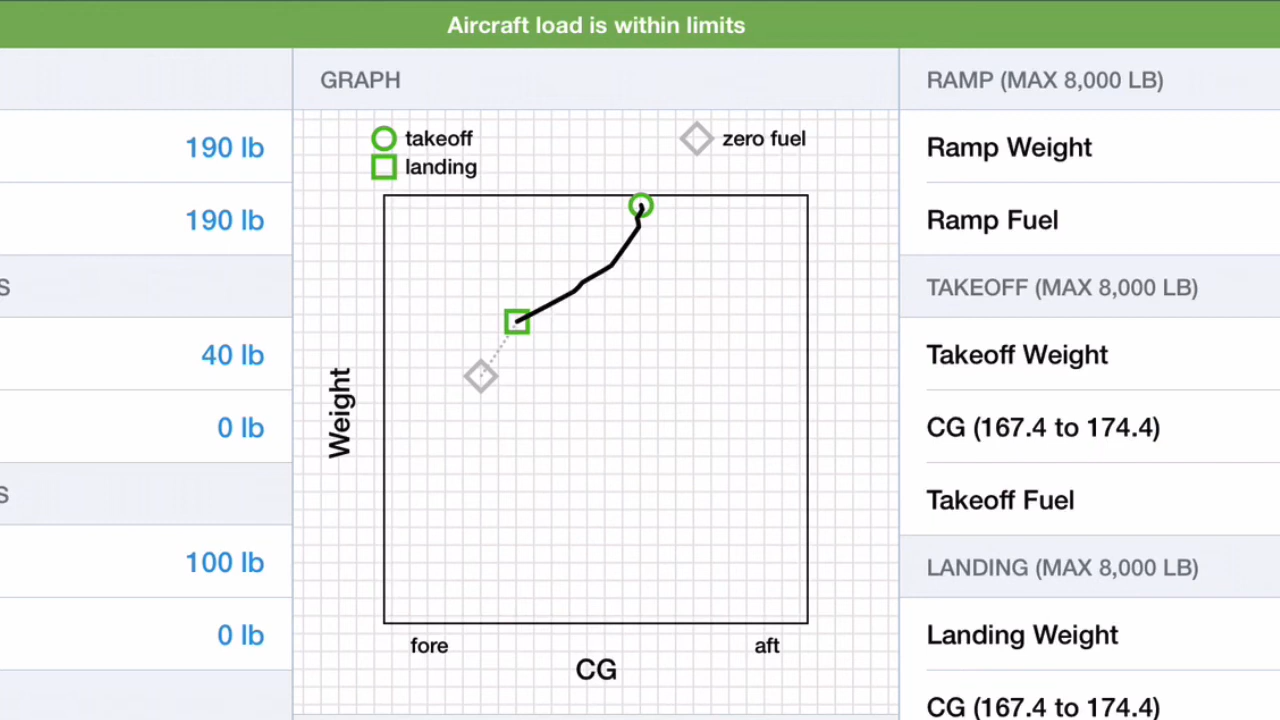 Aircraft load is within limits
190 lb
190 lb
S
40 lb
0 lb
S
100 lb
0 lb
GRAPH
takeoff
landing
zero fuel
Weight
fore
aft
CG
RAMP (MAX 8,000 LB)
Ramp Weight
Ramp Fuel
TAKEOFF (MAX 8,000 LB)
Takeoff Weight
CG (167.4 to 174.4)
Takeoff Fuel
LANDING (MAX 8,000 LB)
Landing Weight
CG (167.4 to 174.4)